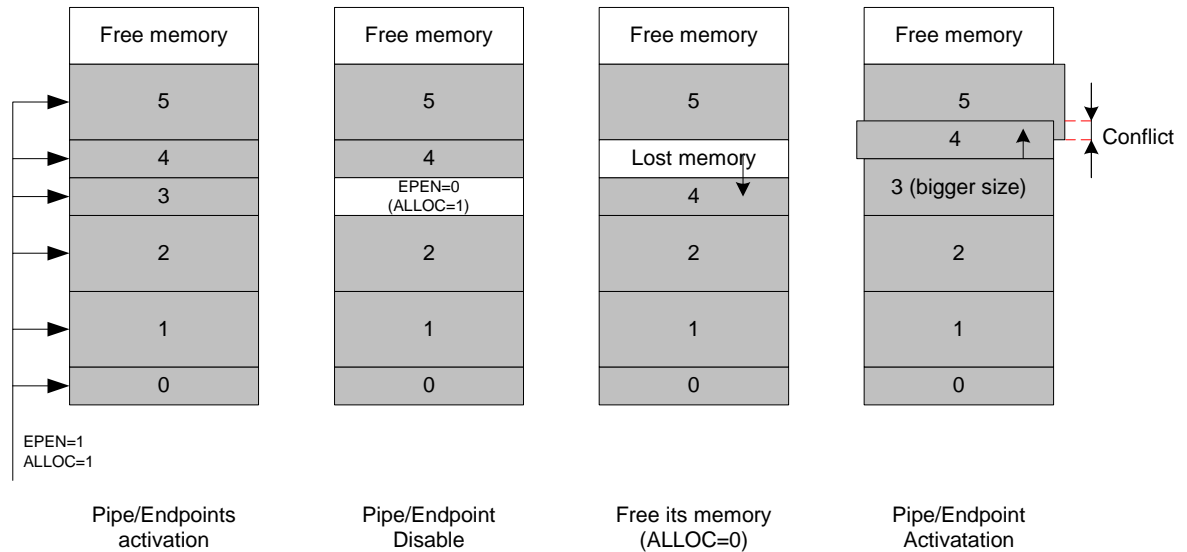 Free memory
5
4
3
2
1
0
EPEN=1
ALLOC=1
Pipe/Endpoints
activation
Free memory
5
4
EPEN=0
(ALLOC=1)
2
1
0
Pipe/Endpoint
Disable
Free memory
5
Lost memory
4
2
1
0
Free its memory
(ALLOC=0)
Free memory
5
4
Conflict
3 (bigger size)
2
1
0
Pipe/Endpoint
Activatation